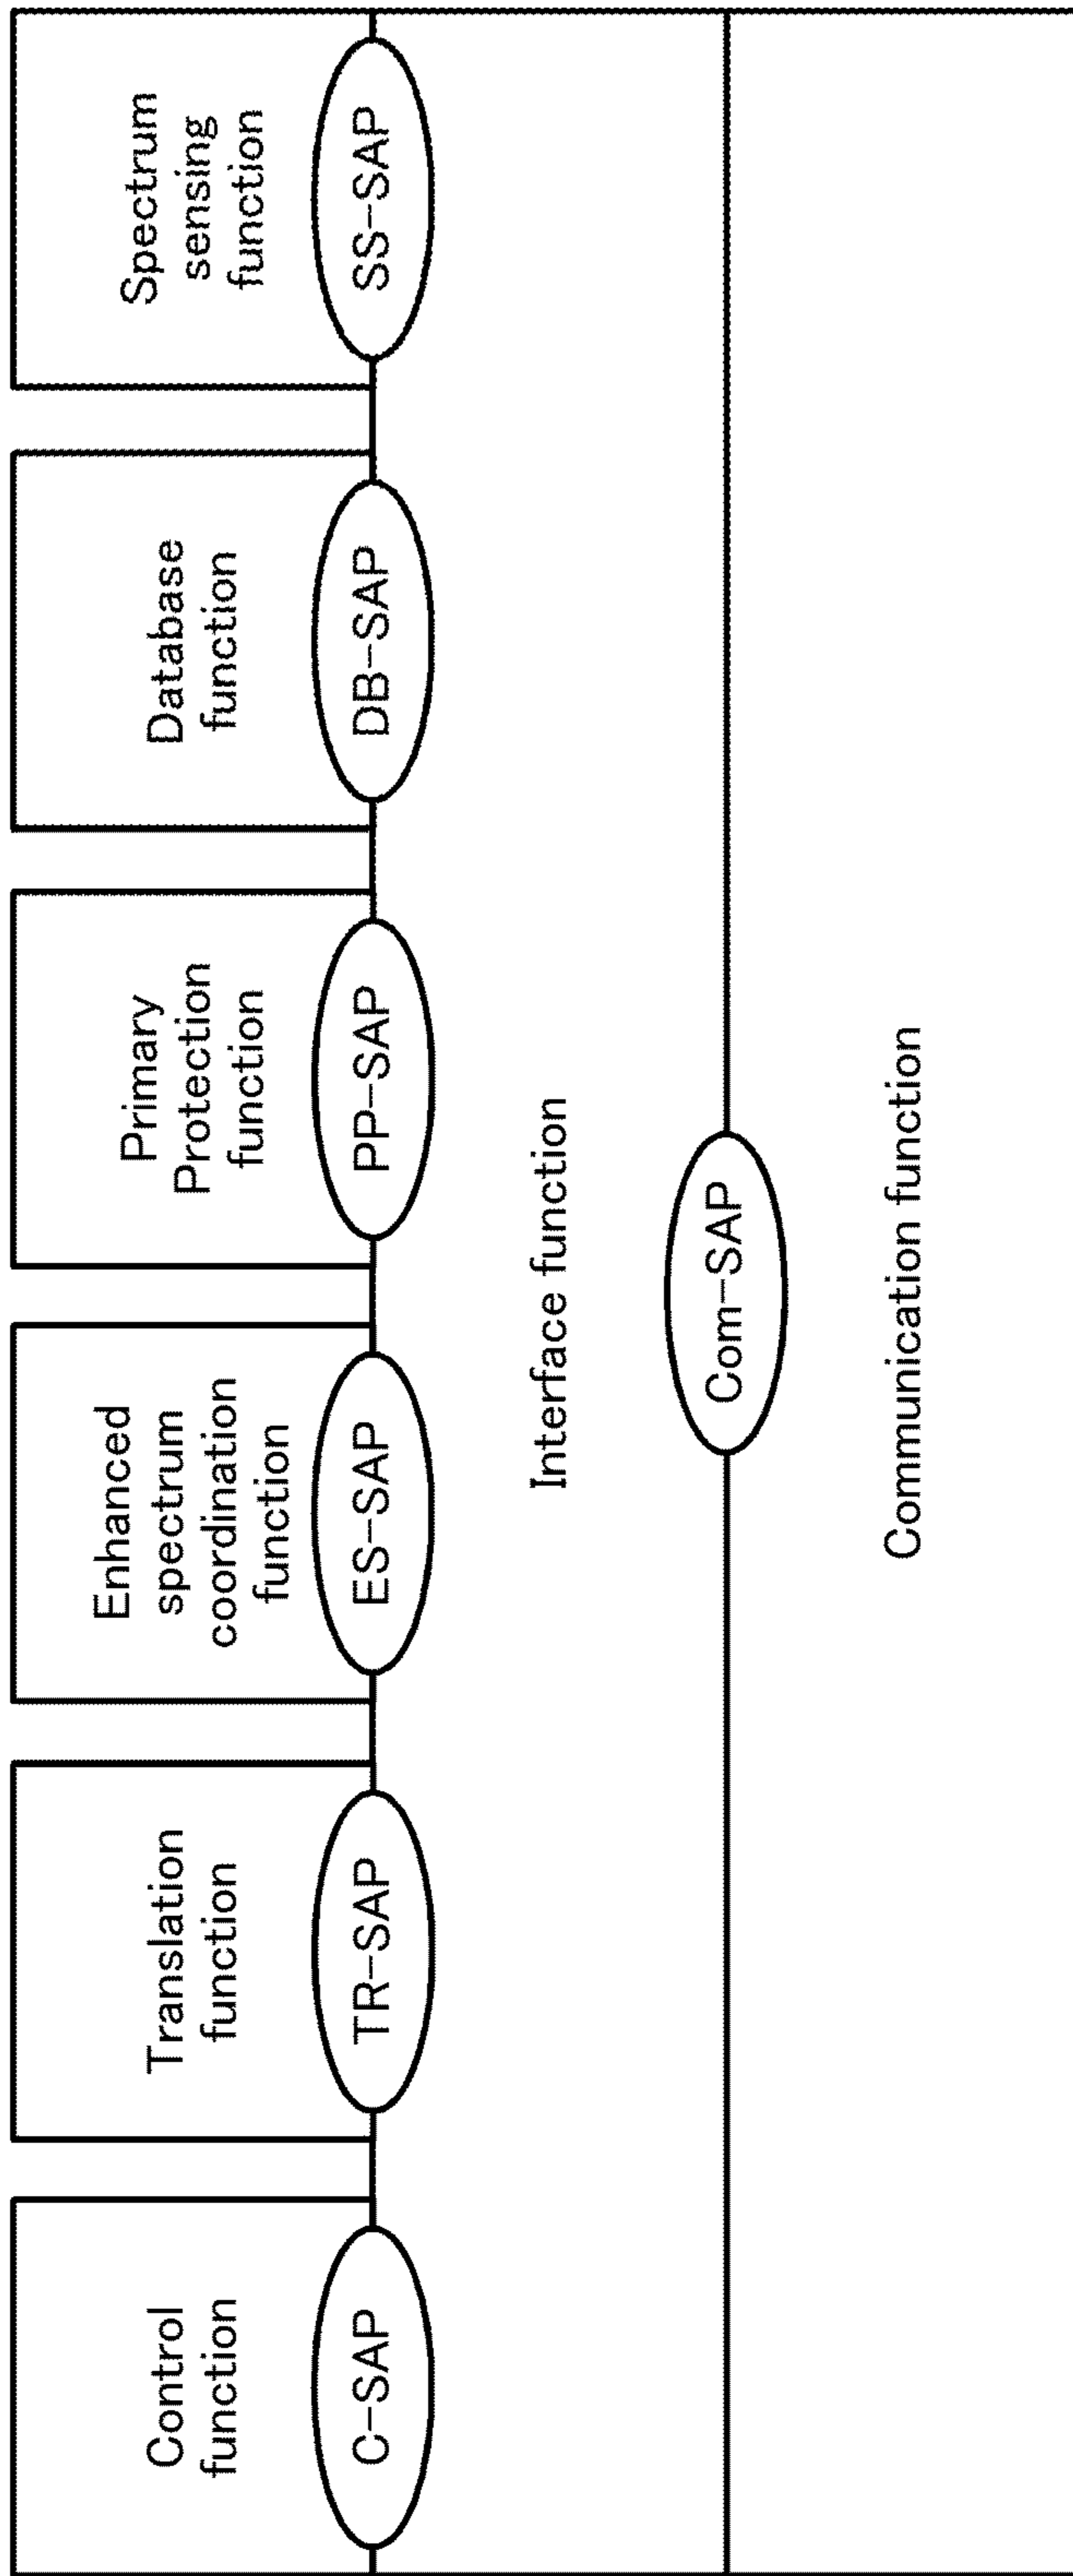 Control
function
C-SAP
Translation
function
TR-SAP
Enhanced
spectrum
coordination
function
ES-SAP
Primary
Protection
function
PP-SAP
Database
function
DB-SAP
Spectrum
sensing
function
SS-SAP
Interface function
Com-SAP
Communication function